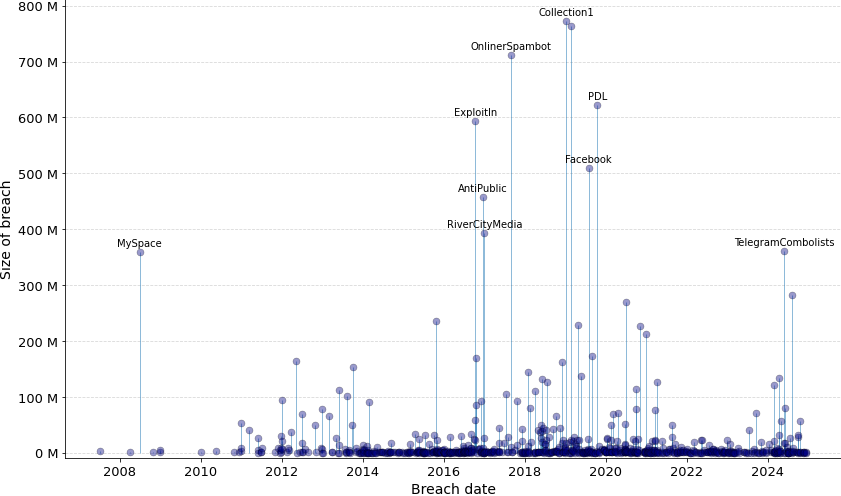 800 M
700 M
600 M
500 M
400 M
300 M
200 M
100 M
0 M
Size of breach
Collection1
OnlinerSpambot
PDL
ExploitIn
Facebook
AntiPublic
RiverCityMedia
MySpace
TelegramCombolists
2008 2010 2012 2014 2016 2018 2020 2022 2024
Breach date